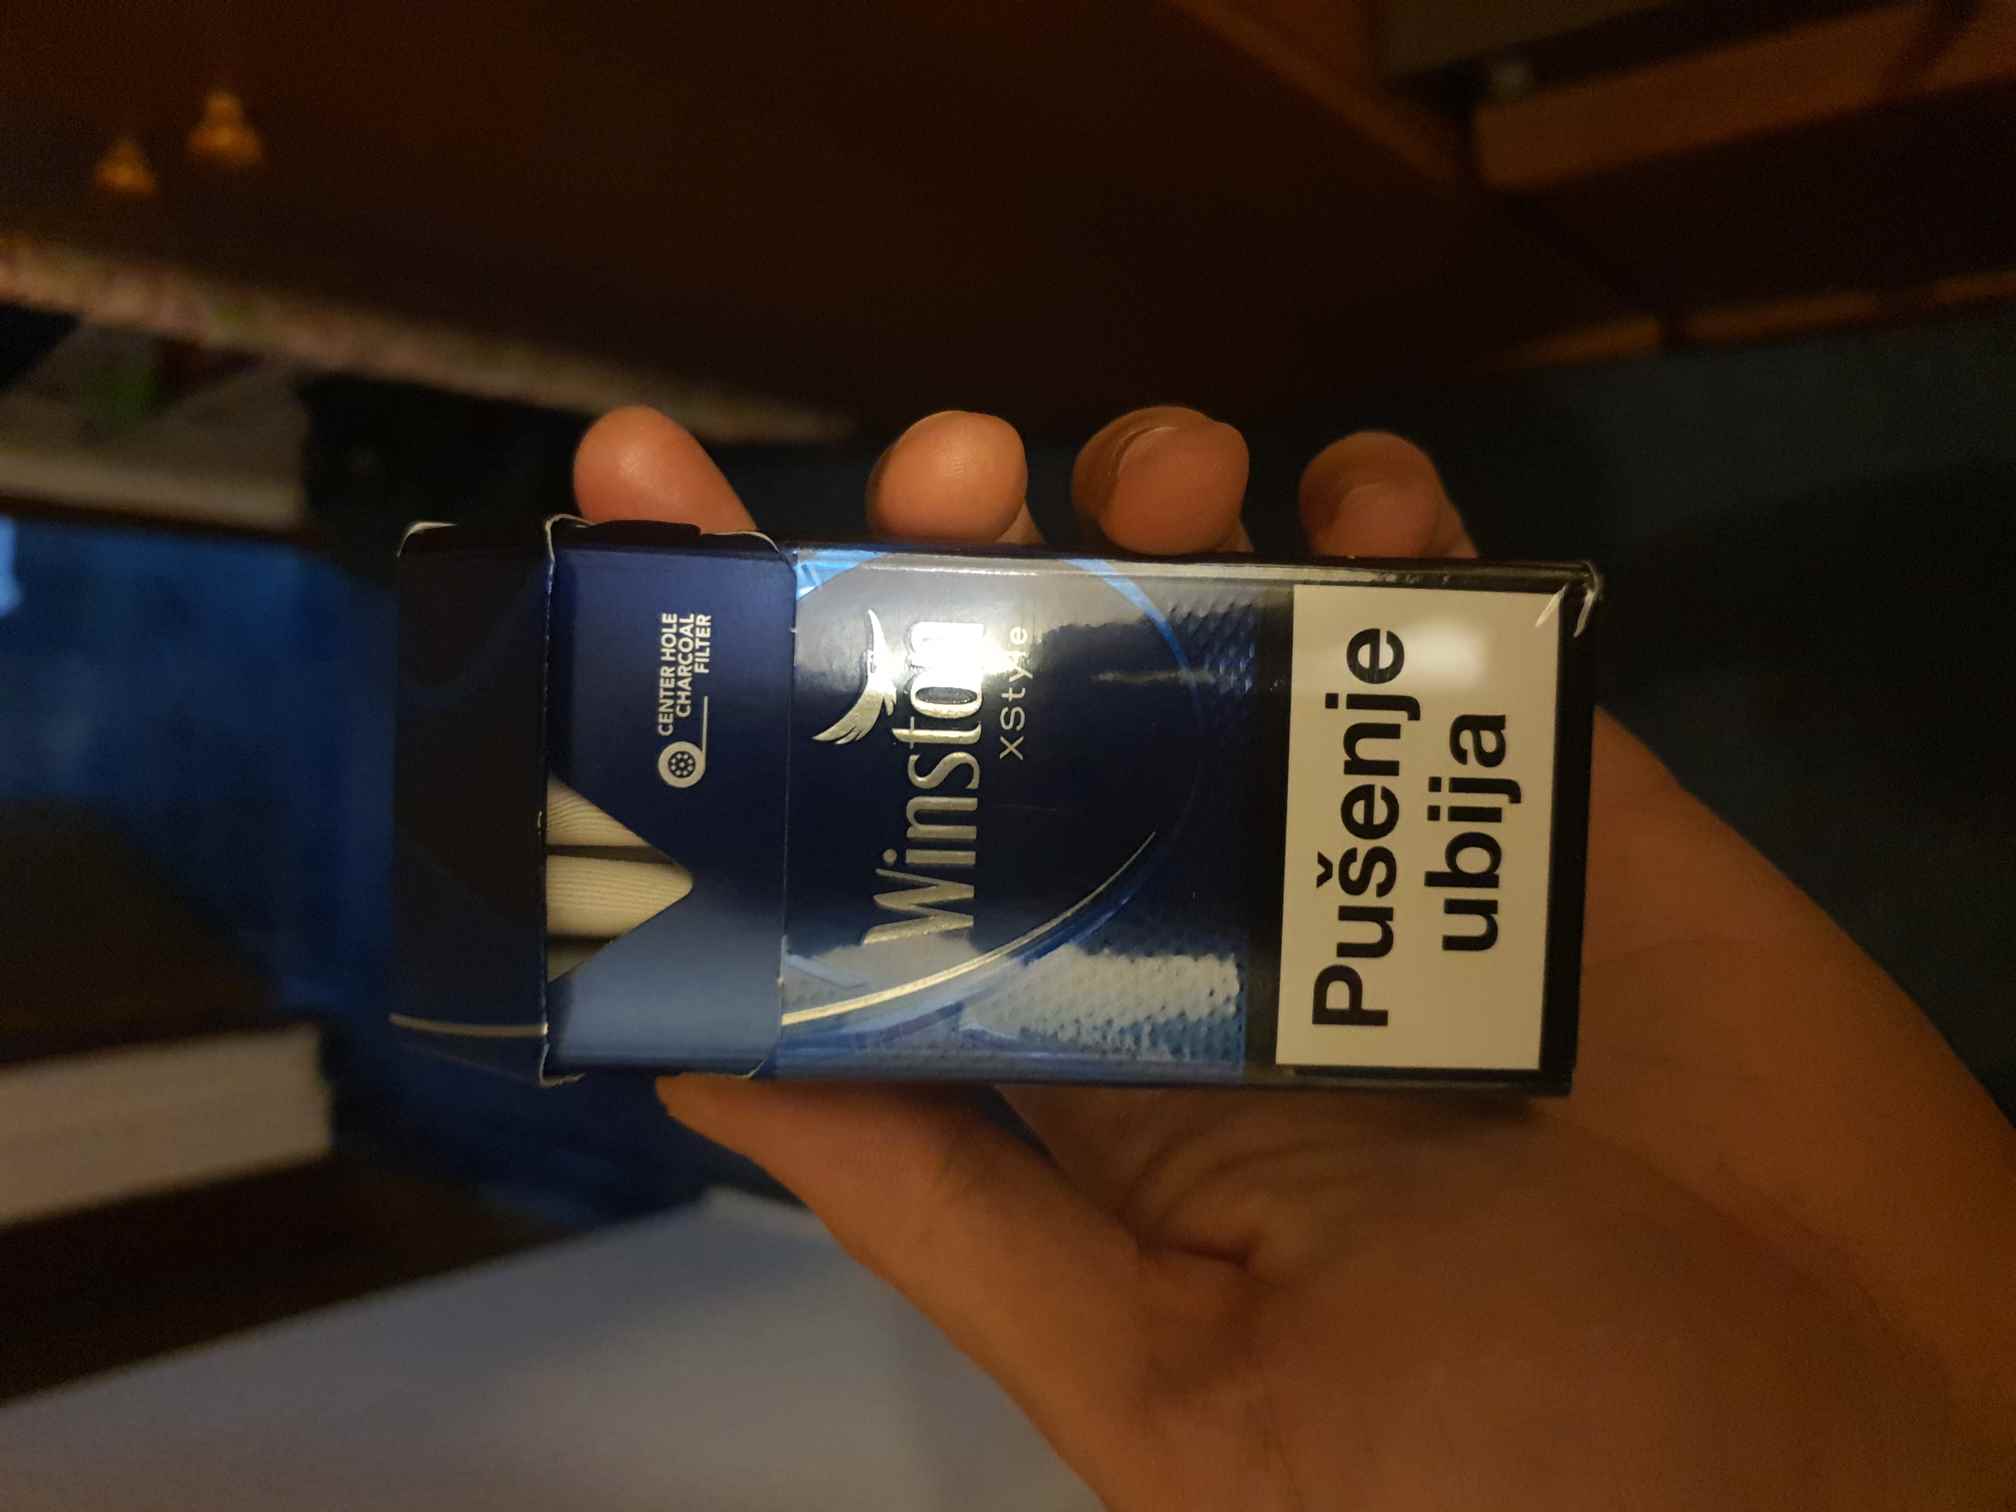 CENTER HOLE
CHARCOAL
FILTER
Winston
XStyle
Pušenje
ubija